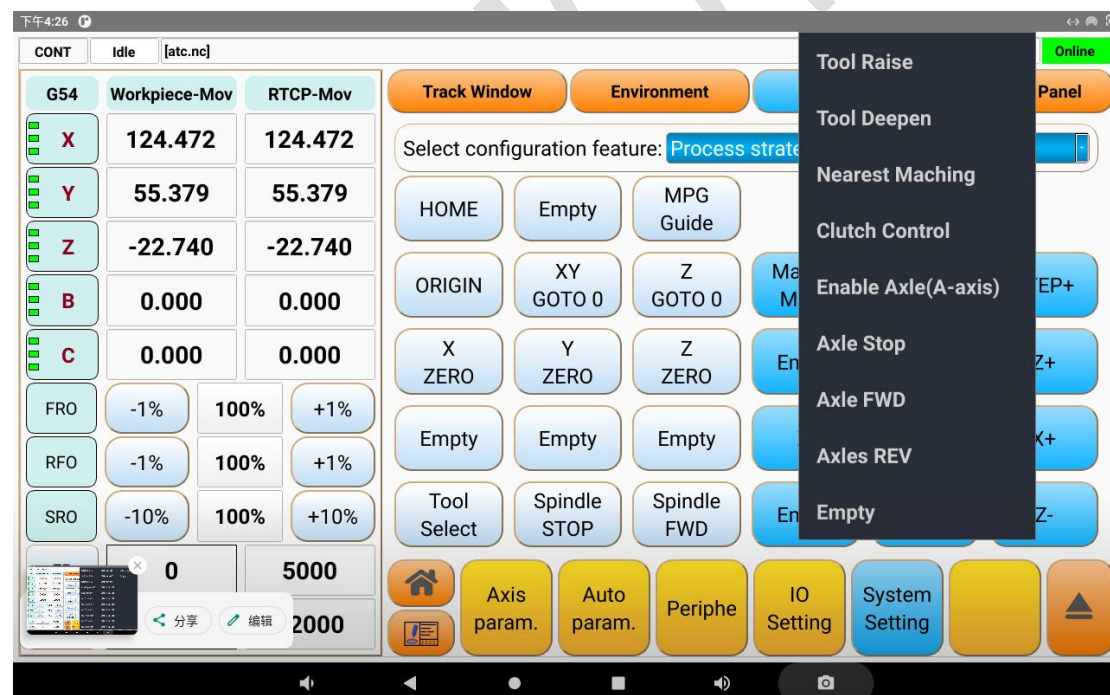 下午4:26
CONT Idle [atc.nc] Online
G54 Workpiece-Mov RTCP-Mov
X 124.472 124.472
Y 55.379 55.379
Z -22.740 -22.740
B 0.000 0.000
C 0.000 0.000
FRO -1% 100% +1%
RFO -1% 100% +1%
SRO -10% 100% +10%
0 5000
2000
分享 编辑
Track Window Environment Panel
Select configuration feature: Process strate
HOME Empty MPG Guide
ORIGIN XY GOTO 0 Z GOTO 0
X ZERO Y ZERO Z ZERO
Z+
Empty Empty Empty
Tool Select Spindle STOP Spindle FWD
Z-
Tool Raise
Tool Deepen
Nearest Maching
Clutch Control
Enable Axle(A-axis)
Axle Stop
Axle FWD
Axles REV
Empty
Axis param. Auto param. Periphe IO Setting System Setting